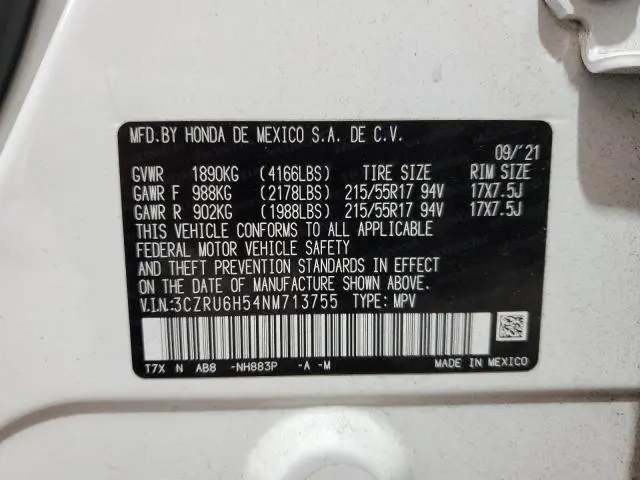 MFD. BY HONDA DE MEXICO S.A. DE C.V.
09/'21
GVWR 1890KG (4166LBS) TIRE SIZE RIM SIZE
GAWR F 988KG (2178LBS) 215/55R17 94V 17X7.5J
GAWR R 902KG (1988LBS) 215/55R17 94V 17X7.5J
THIS VEHICLE CONFORMS TO ALL APPLICABLE
FEDERAL MOTOR VEHICLE SAFETY
AND THEFT PREVENTION STANDARDS IN EFFECT
ON THE DATE OF MANUFACTURE SHOWN ABOVE.
V.I.N.:3CZRU6H54NM713755 TYPE: MPV
T7X N AB8 -NH883P -A -M MADE IN MEXICO